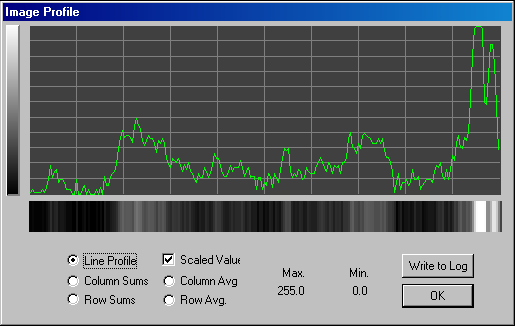 Image Profile
Line Profile
Scaled Value
Column Sums
Column Avg
Row Sums
Row Avg.
Max.
Min.
255.0
0.0
Write to Log
OK